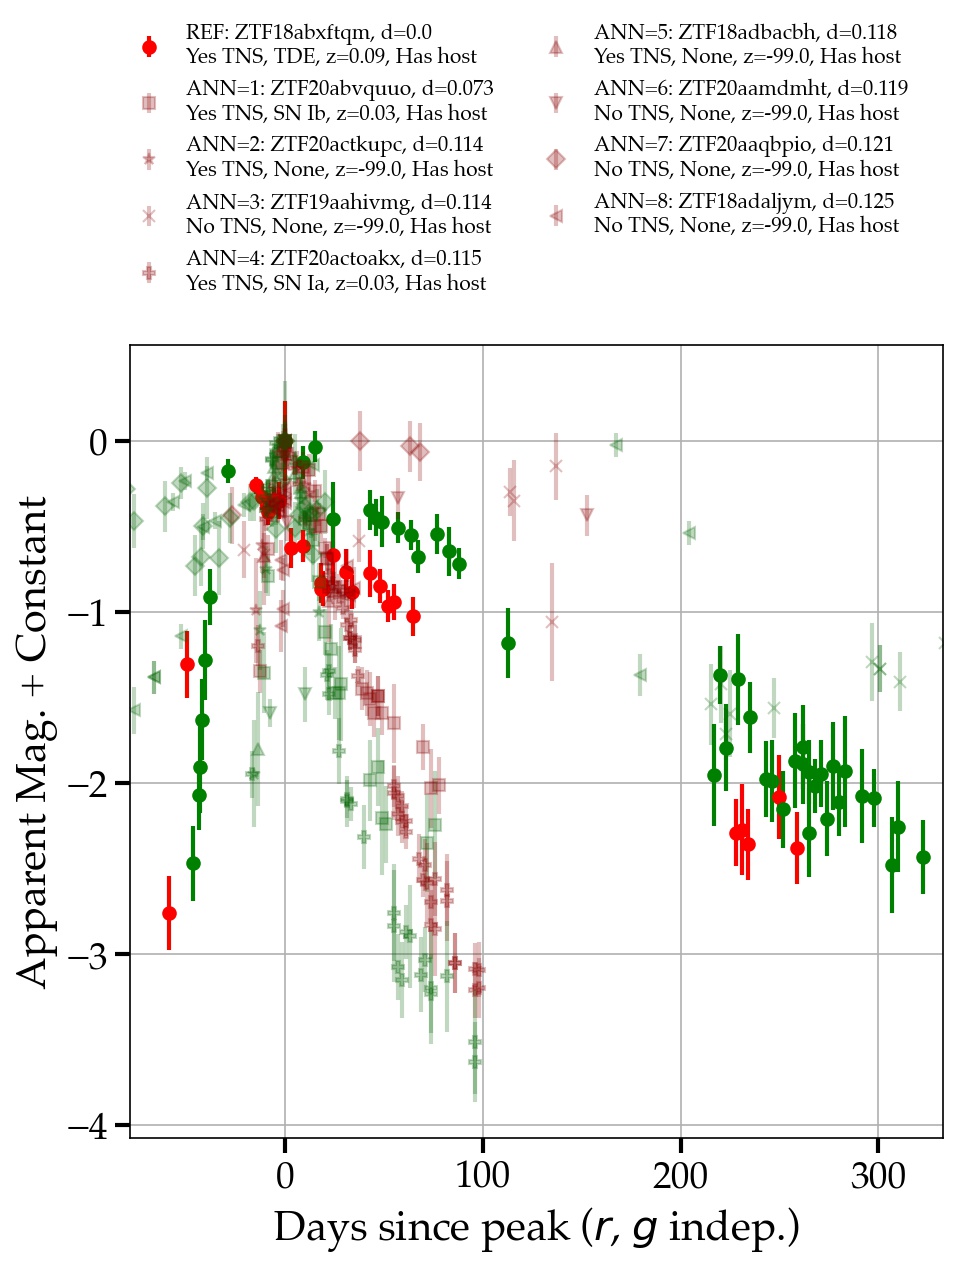 REF: ZTF18abxftqm, d=0.0
Yes TNS, TDE, z=0.09, Has host
ANN=1: ZTF20abvquuo, d=0.073
Yes TNS, SN Ib, z=0.03, Has host
ANN=2: ZTF20actkupc, d=0.114
Yes TNS, None, z=-99.0, Has host
ANN=3: ZTF19aahivmg, d=0.114
No TNS, None, z=-99.0, Has host
ANN=4: ZTF20actoakx, d=0.115
Yes TNS, SN Ia, z=0.03, Has host
ANN=5: ZTF18adbacbh, d=0.118
Yes TNS, None, z=-99.0, Has host
ANN=6: ZTF20aamdmht, d=0.119
No TNS, None, z=-99.0, Has host
ANN=7: ZTF20aaqbpio, d=0.121
No TNS, None, z=-99.0, Has host
ANN=8: ZTF18adaljym, d=0.125
No TNS, None, z=-99.0, Has host
Apparent Mag. + Constant
0
−1
−2
−3
−4
0 100 200 300
Days since peak (r, g indep.)